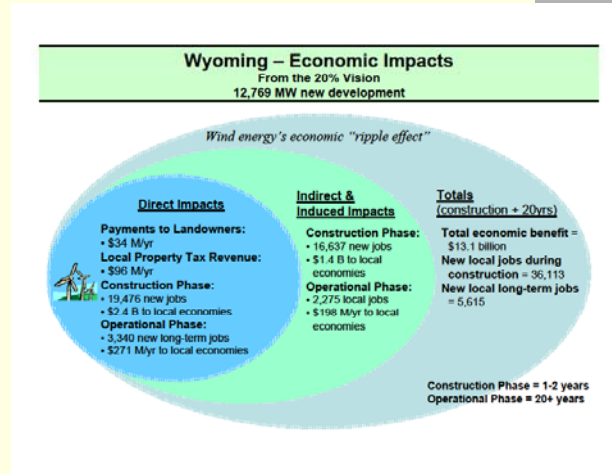 Wyoming – Economic Impacts
From the 20% Vision
12,769 MW new development
Wind energy's economic "ripple effect"
Direct Impacts
Payments to Landowners:
• $34 M/yr
Local Property Tax Revenue:
• $96 M/yr
Construction Phase:
• 19,476 new jobs
• $2.4 B to local economies
Operational Phase:
• 3,340 new long-term jobs
• $271 M/yr to local economies
Indirect &
Induced Impacts
Construction Phase:
• 16,637 new jobs
• $1.4 B to local
economies
Operational Phase:
• 2,275 local jobs
• $198 M/yr to local
economies
Totals
(construction + 20yrs)
Total economic benefit =
$13.1 billion
New local jobs during
construction = 36,113
New local long-term jobs
= 5,615
Construction Phase = 1-2 years
Operational Phase = 20+ years